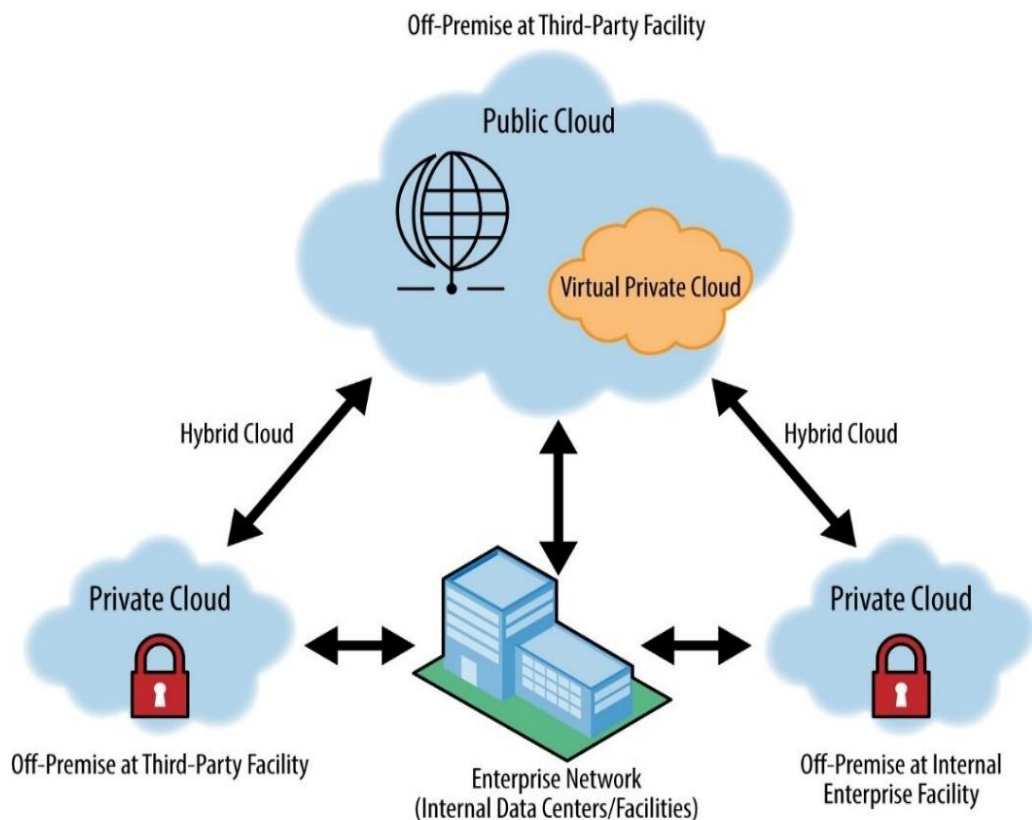 Off-Premise at Third-Party Facility
Public Cloud
Virtual Private Cloud
Hybrid Cloud
Hybrid Cloud
Private Cloud
Private Cloud
Off-Premise at Third-Party Facility
Enterprise Network
(Internal Data Centers/Facilities)
Off-Premise at Internal
Enterprise Facility